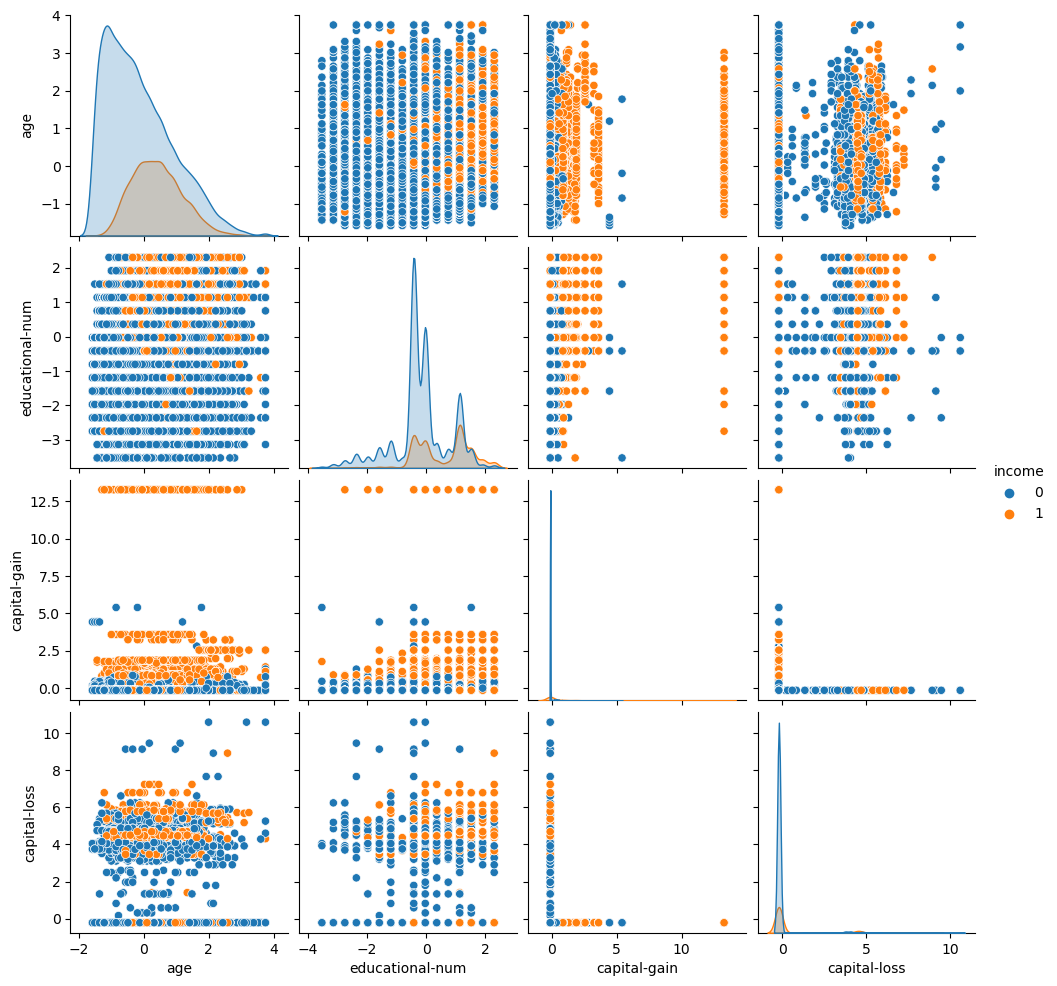 4
3
2
1
0
−1
age
2
1
0
−1
−2
−3
educational-num
income
0
1
12.5
10.0
7.5
5.0
2.5
0.0
capital-gain
10
8
6
4
2
0
capital-loss
−2 0 2 4
−4 −2 0 2
0 5 10
0 5 10
age educational-num capital-gain capital-loss